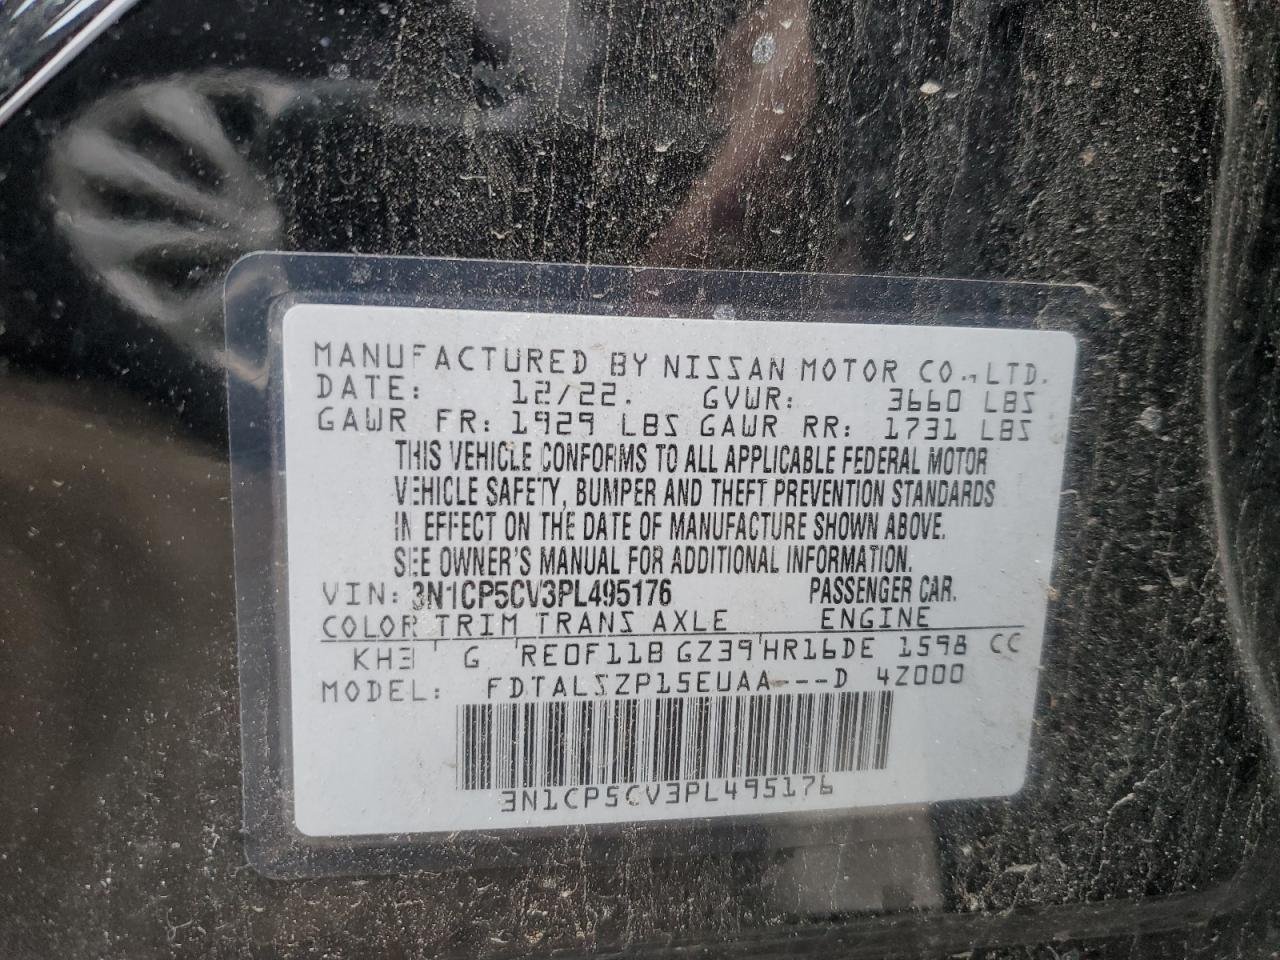 MANUFACTURED BY NISSAN MOTOR CO.,LTD.
DATE: 12/22. GVWR: 3660 LBS
GAWR FR: 1929 LBS GAWR RR: 1731 LBS
THIS VEHICLE CONFORMS TO ALL APPLICABLE FEDERAL MOTOR
VEHICLE SAFETY, BUMPER AND THEFT PREVENTION STANDARDS
IN EFFECT ON THE DATE OF MANUFACTURE SHOWN ABOVE.
SEE OWNER'S MANUAL FOR ADDITIONAL INFORMATION.
VIN: 3N1CP5CV3PL495176 PASSENGER CAR.
COLOR TRIM TRANS AXLE ENGINE
KH3 G RE0F11B GZ39 HR16DE 1598 CC
MODEL: FDTALSZP15EUAA---D 4Z000
3N1CP5CV3PL495176